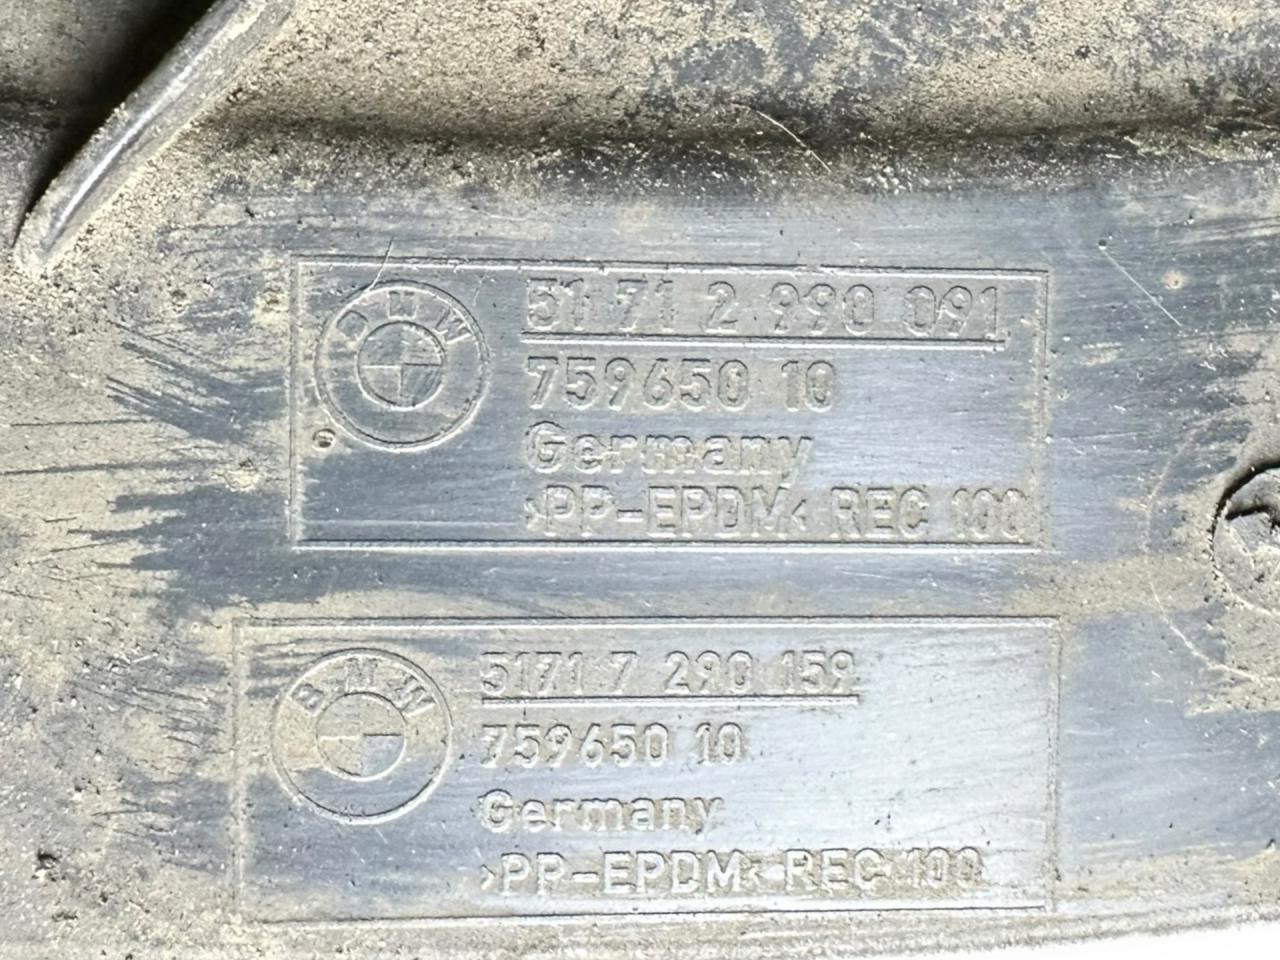 BMW
51 71 2 990 091
759650 10
Germany
>PP-EPDM< REC 100
BMW
5171 7 290 159
759650 10
Germany
>PP-EPDM< REC 100